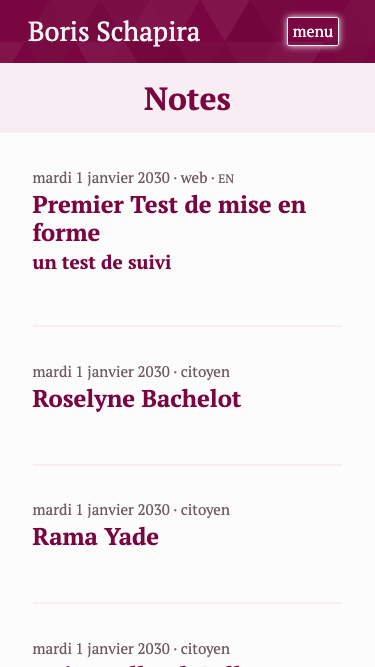 Boris Schapira
menu
Notes
mardi 1 janvier 2030 · web · EN
Premier Test de mise en
forme
un test de suivi
mardi 1 janvier 2030 · citoyen
Roselyne Bachelot
mardi 1 janvier 2030 · citoyen
Rama Yade
mardi 1 janvier 2030 · citoyen